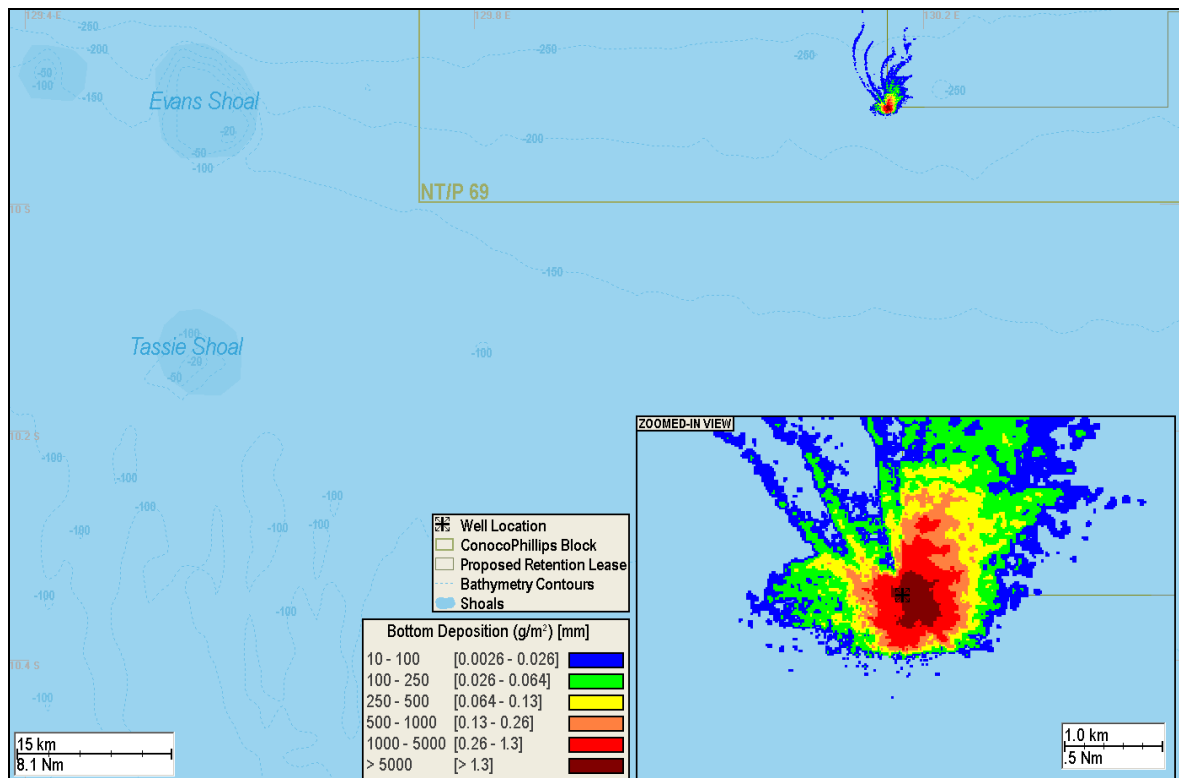 129.4 E
129.8 E
130.2 E
-250
-200
-50
-100
-150
Evans Shoal
-20
-50
-100
-250
-250
-250
-200
NT/P 69
10 S
-150
Tassie Shoal
-100
-20
-50
-100
10.2 S
-100
-100
-100
-100
-100
-100
-100
-100
10.4 S
-100
ZOOMED-IN VIEW
Well Location
ConocoPhillips Block
Proposed Retention Lease
Bathymetry Contours
Shoals
Bottom Deposition (g/m²) [mm]
10 - 100 [0.0026 - 0.026]
100 - 250 [0.026 - 0.064]
250 - 500 [0.064 - 0.13]
500 - 1000 [0.13 - 0.26]
1000 - 5000 [0.26 - 1.3]
> 5000 [> 1.3]
15 km
8.1 Nm
1.0 km
.5 Nm